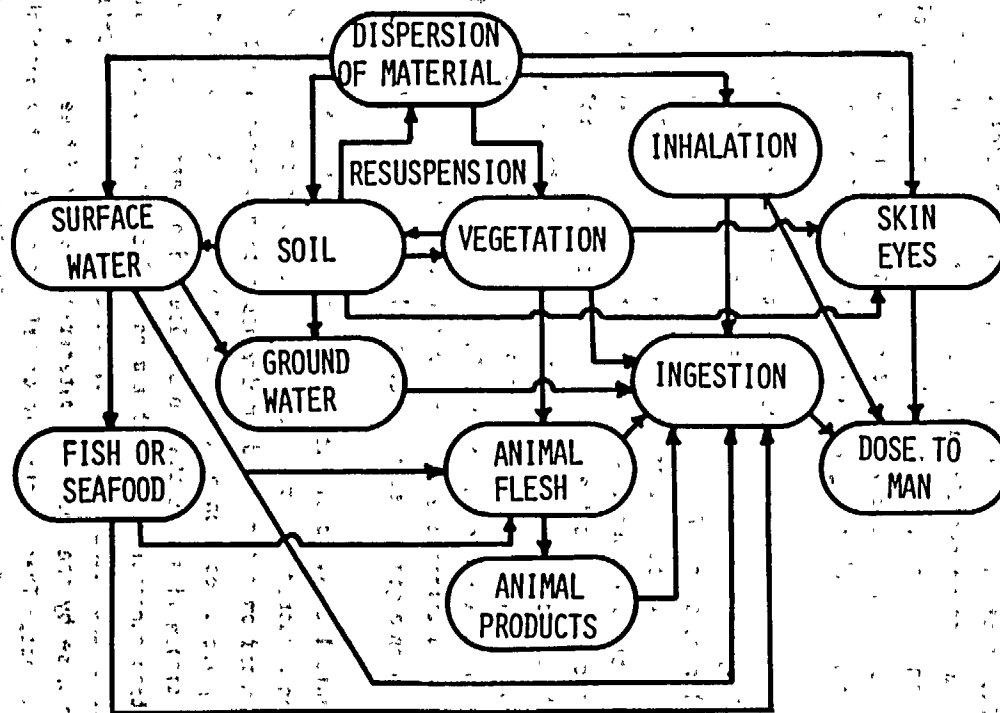 DISPERSION
OF MATERIAL
INHALATION
RESUSPENSION
SURFACE
WATER
SOIL
VEGETATION
SKIN
EYES
GROUND
WATER
INGESTION
FISH OR
SEAFOOD
ANIMAL
FLESH
DOSE TO
MAN
ANIMAL
PRODUCTS